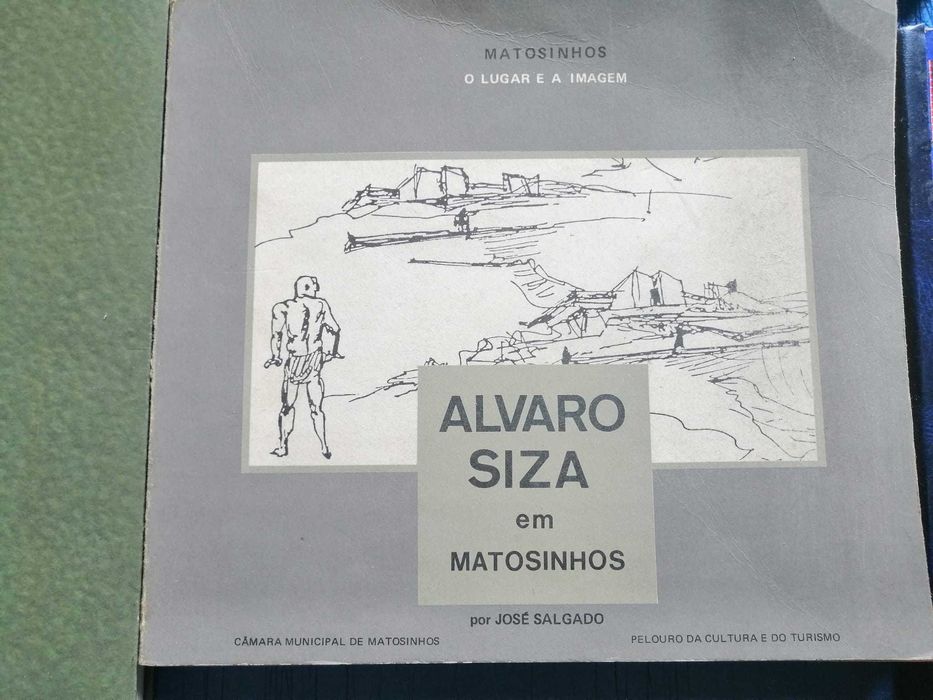 MATOSINHOS
O LUGAR E A IMAGEM
ALVARO
SIZA
em
MATOSINHOS
por JOSÉ SALGADO
CÂMARA MUNICIPAL DE MATOSINHOS
PELOURO DA CULTURA E DO TURISMO